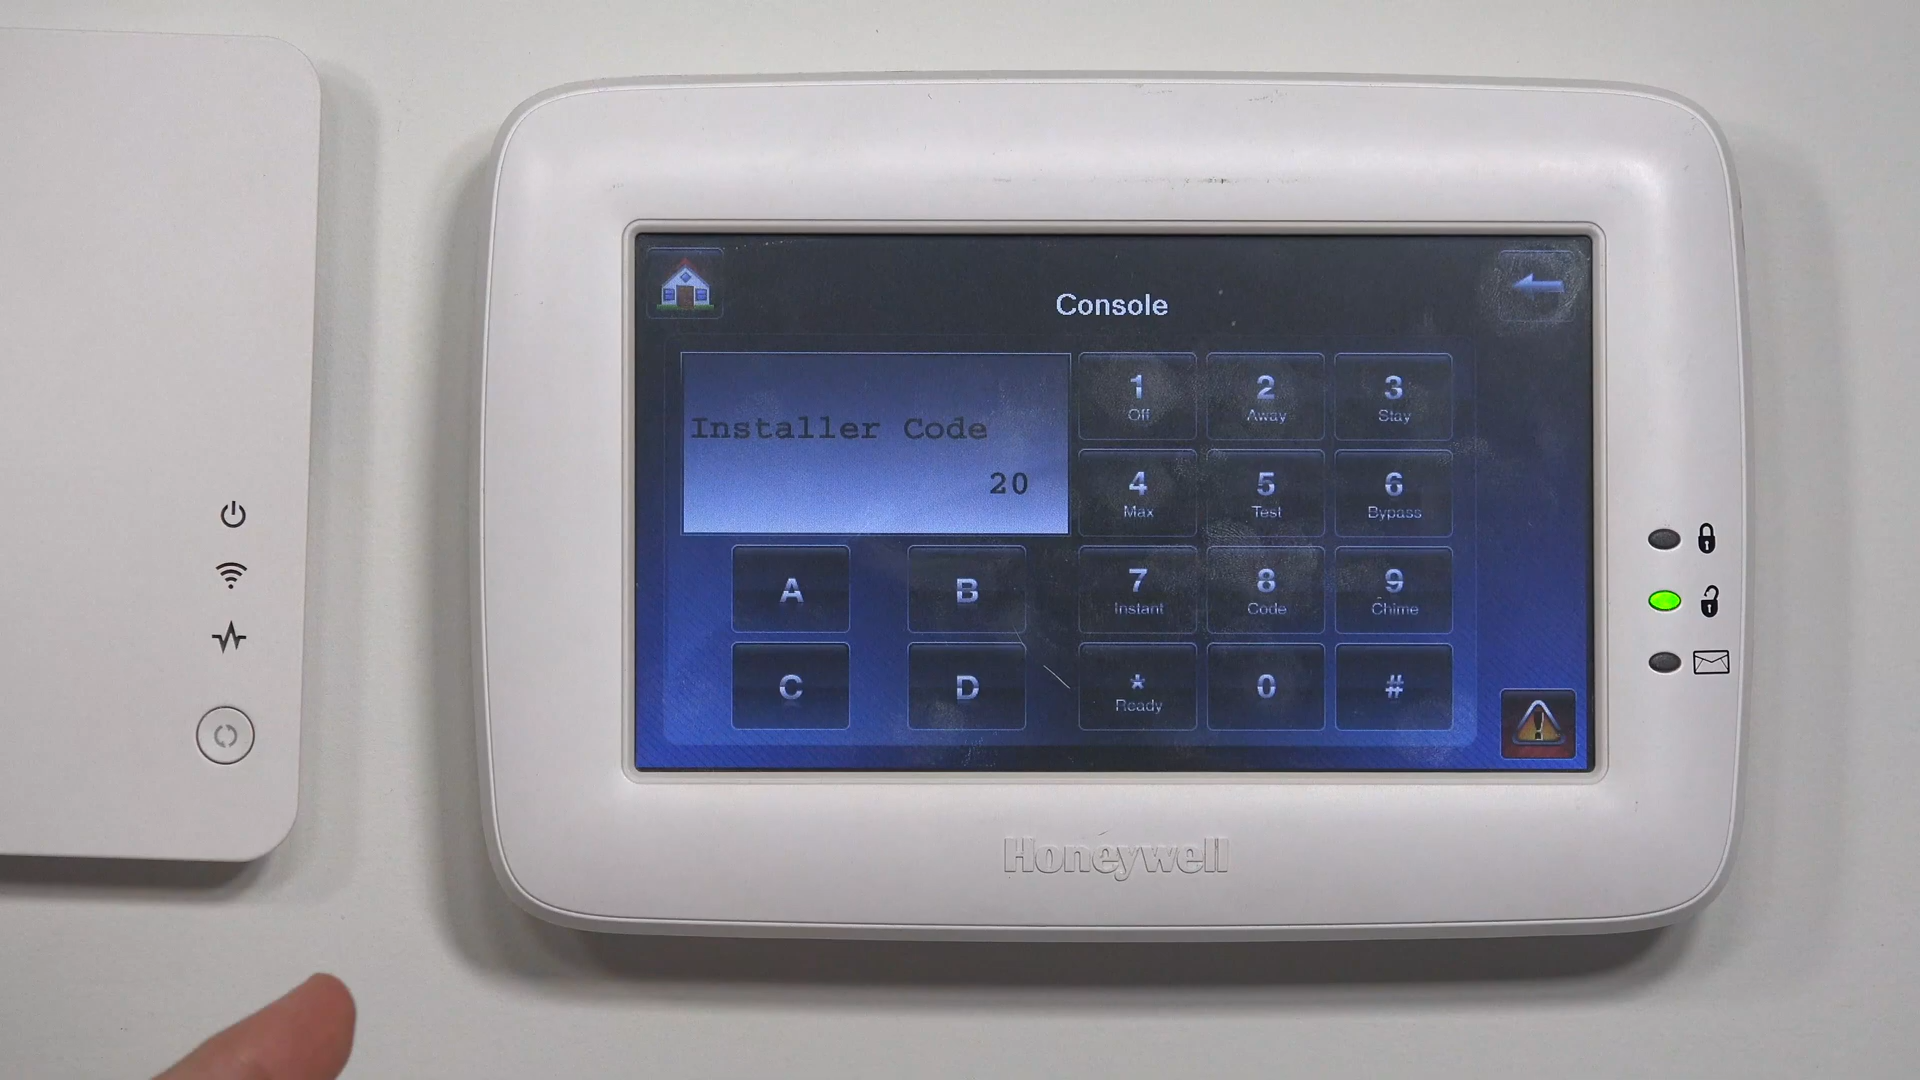 Console
Installer Code
20
1
Off
2
Away
3
Stay
4
Max
5
Test
6
Bypass
A
B
7
Instant
8
Code
9
Chime
C
D
*
Ready
0
#
Honeywell